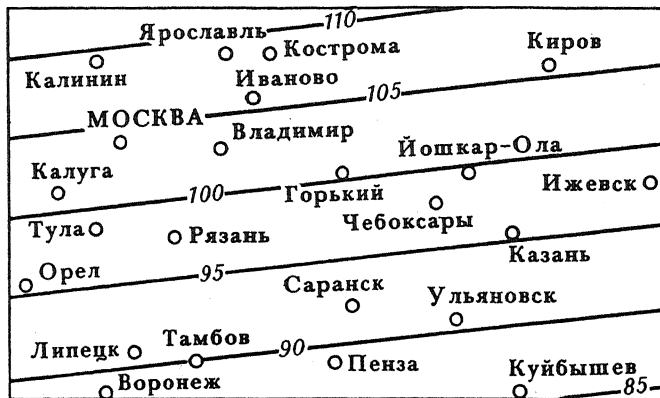 110
Ярославль
Кострома
Киров
Калинин
Иваново
105
МОСКВА
Владимир
Йошкар-Ола
Калуга
100
Горький
Ижевск
Чебоксары
Тула
Рязань
Казань
Орел
95
Саранск
Ульяновск
Липецк
Тамбов
90
Пенза
Куйбышев
Воронеж
85